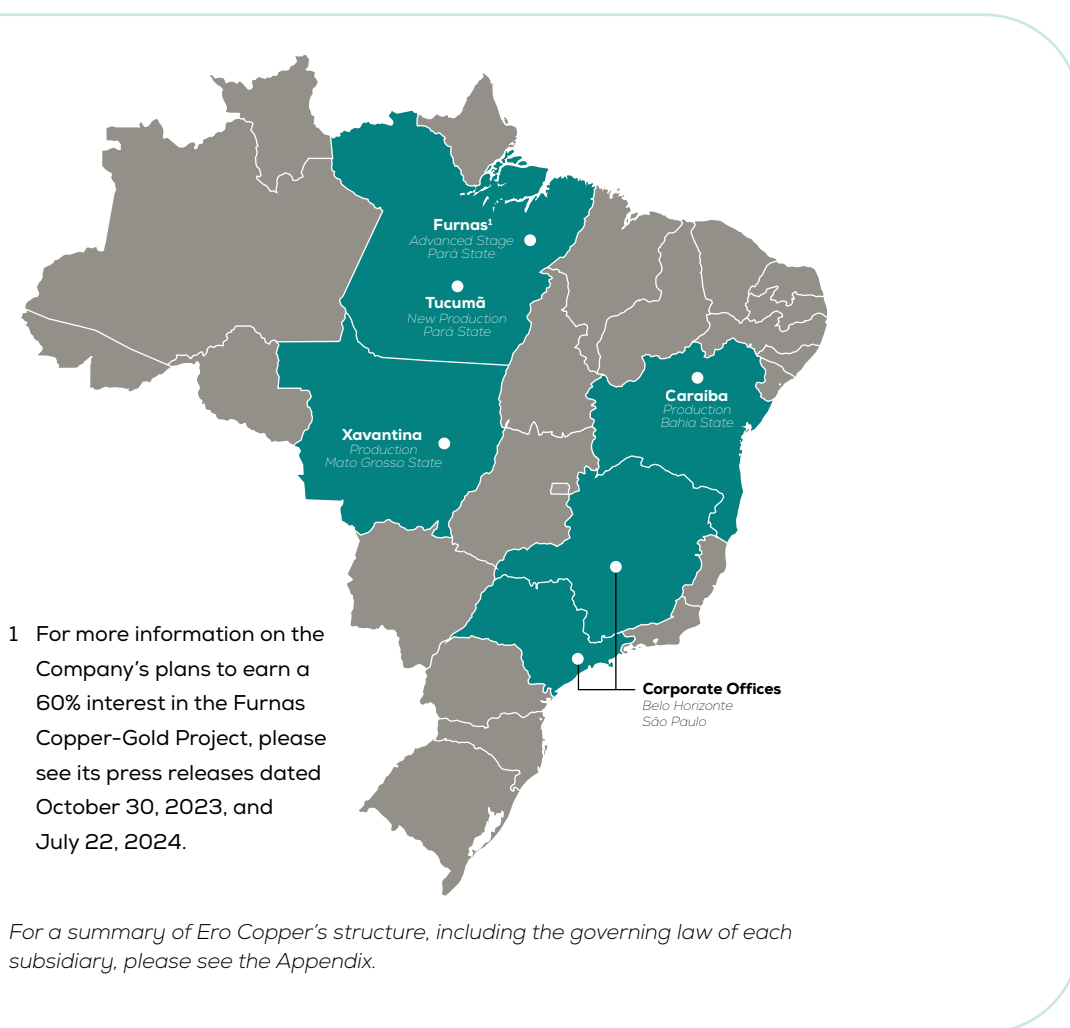 Furnas¹
Advanced Stage
Pará State
Tucumã
New Production
Pará State
Caraíba
Production
Bahia State
Xavantina
Production
Mato Grosso State
Corporate Offices
Belo Horizonte
São Paulo
1 For more information on the
Company's plans to earn a
60% interest in the Furnas
Copper-Gold Project, please
see its press releases dated
October 30, 2023, and
July 22, 2024.
For a summary of Ero Copper's structure, including the governing law of each
subsidiary, please see the Appendix.